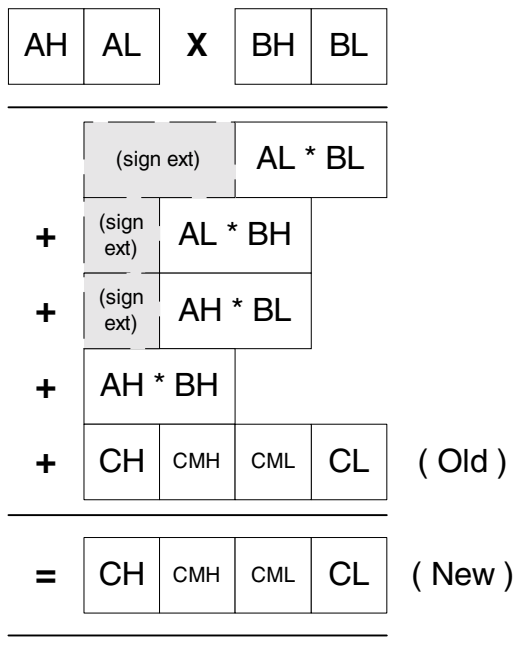 AH AL X BH BL
(sign ext) AL * BL
+ (sign
ext) AL * BH
+ (sign
ext) AH * BL
+ AH * BH
+ CH CMH CML CL ( Old )
= CH CMH CML CL ( New )